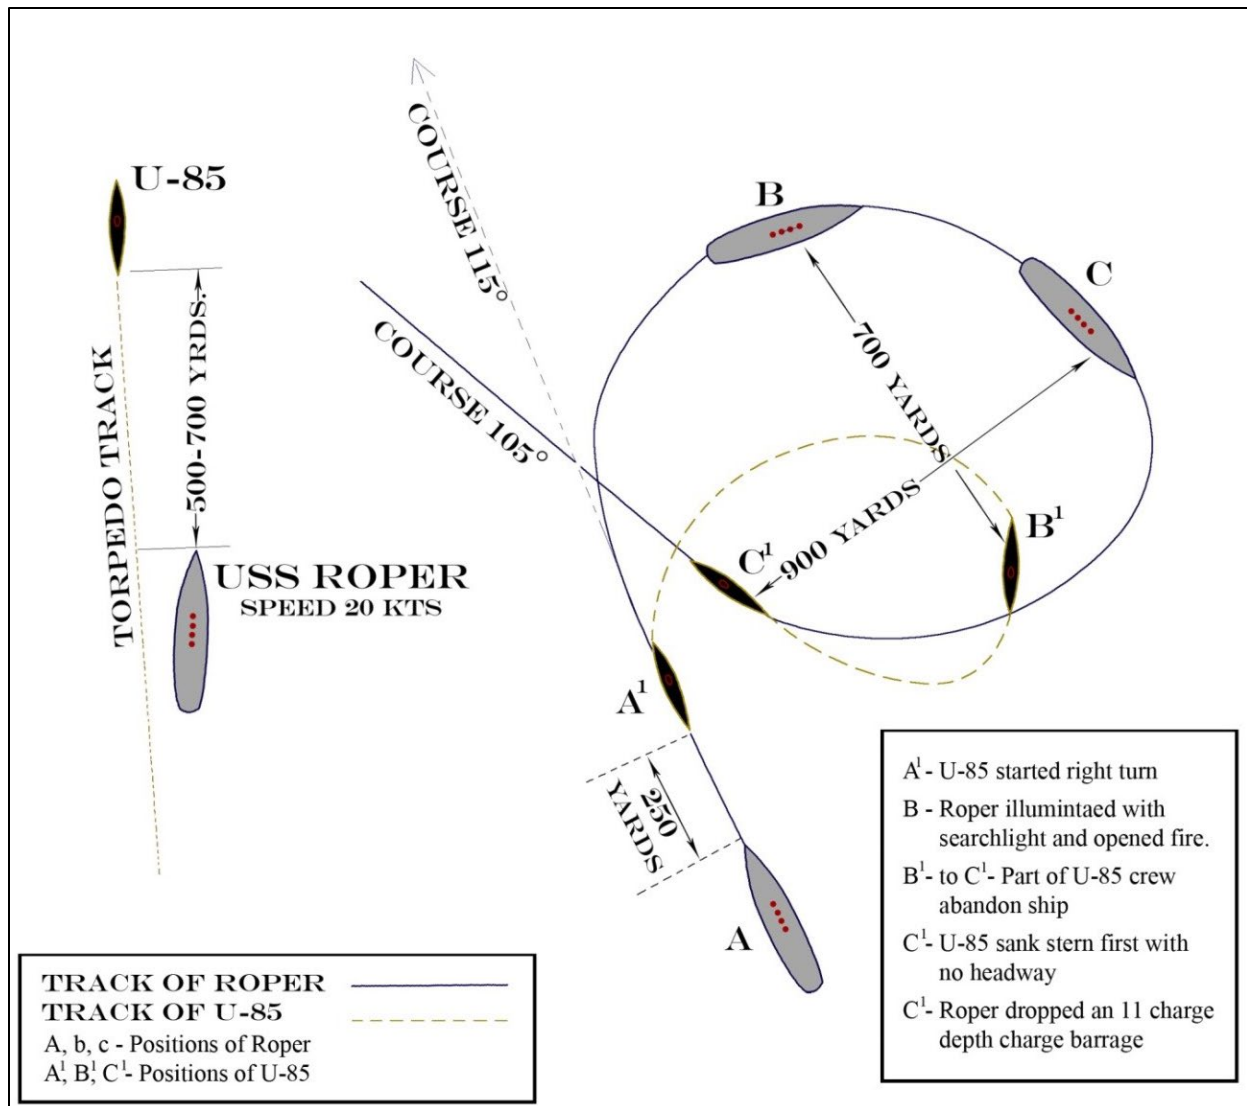 U-85
TORPEDO TRACK
500-700 YRDS.
USS ROPER
SPEED 20 KTS
COURSE 115°
COURSE 105°
B
C
700 YARDS
900 YARDS
B¹
C¹
A¹
250
YARDS
A
TRACK OF ROPER
TRACK OF U-85
A, b, c - Positions of Roper
A¹, B¹, C¹- Positions of U-85
A¹- U-85 started right turn
B - Roper illumintaed with
searchlight and opened fire.
B¹- to C¹- Part of U-85 crew
abandon ship
C¹- U-85 sank stern first with
no headway
C¹- Roper dropped an 11 charge
depth charge barrage